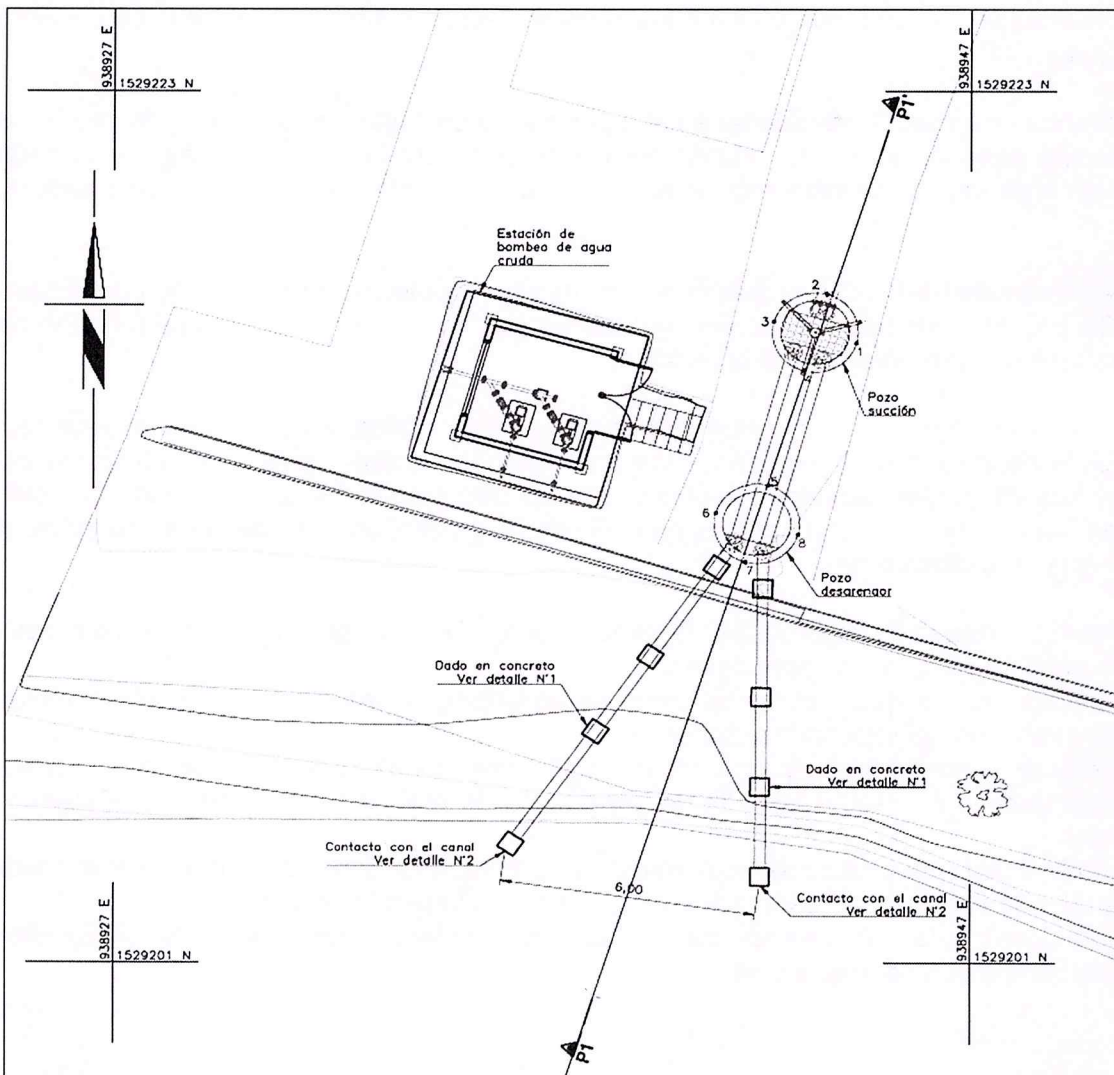 938927 E
1529223 N
938947 E
1529223 N
P1'
Estación de
bombeo de agua
cruda
2
3
1
4
Pozo
succión
5
6
8
7
Pozo
desarenaor
Dado en concreto
Ver detalle N°1
Dado en concreto
Ver detalle N°1
Contacto con el canal
Ver detalle N°2
6,00
Contacto con el canal
Ver detalle N°2
938927 E
1529201 N
938947 E
1529201 N
P1
N